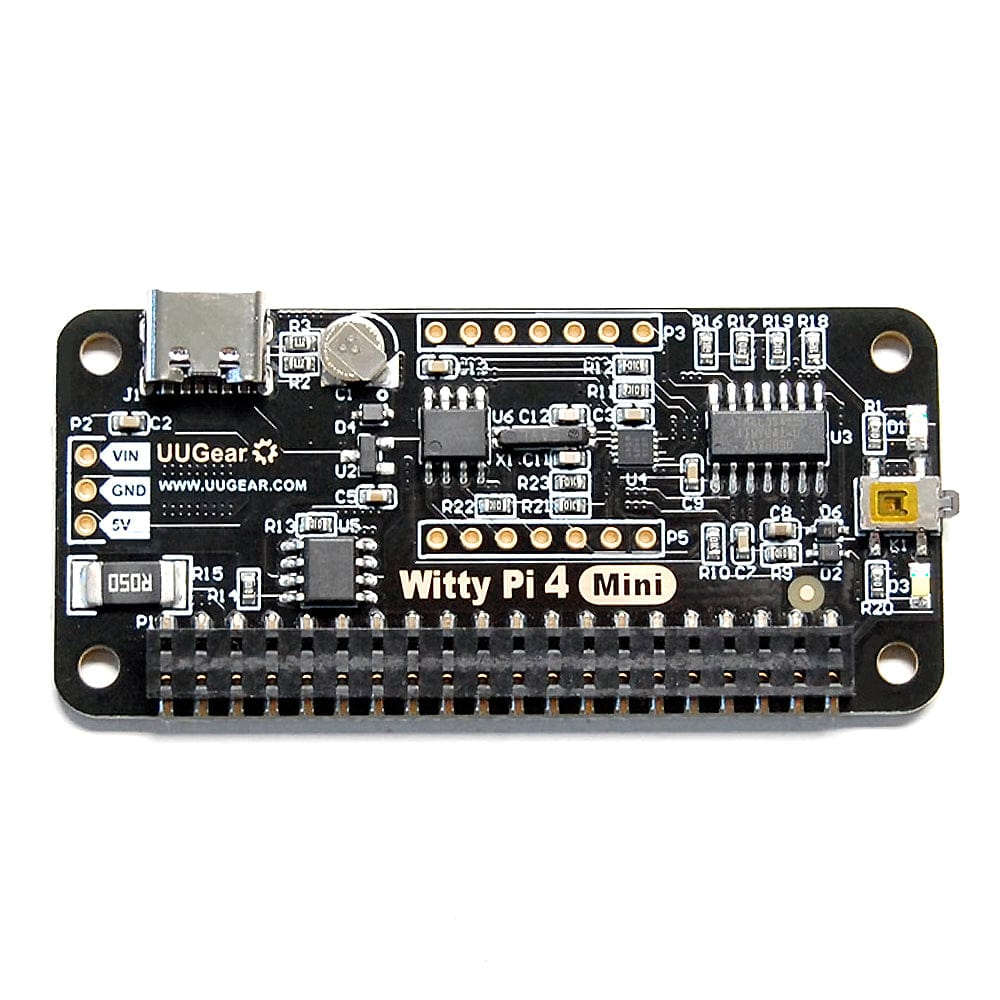 R3
R2
J1
C1
D4
P2
C2
VIN
GND
5V
UUGear
WWW.UUGEAR.COM
U2
C5
R13
U5
R050
R15
R14
P1
P3
C13
R12
R11
U6
C12
C3
X1
C11
U4
R23
R22
R21
P5
Witty Pi 4 Mini
R16 R17 R19 R18
U3
R1
D1
C9
C8
D6
R10 C7 R9 D2
K1
D3
R20